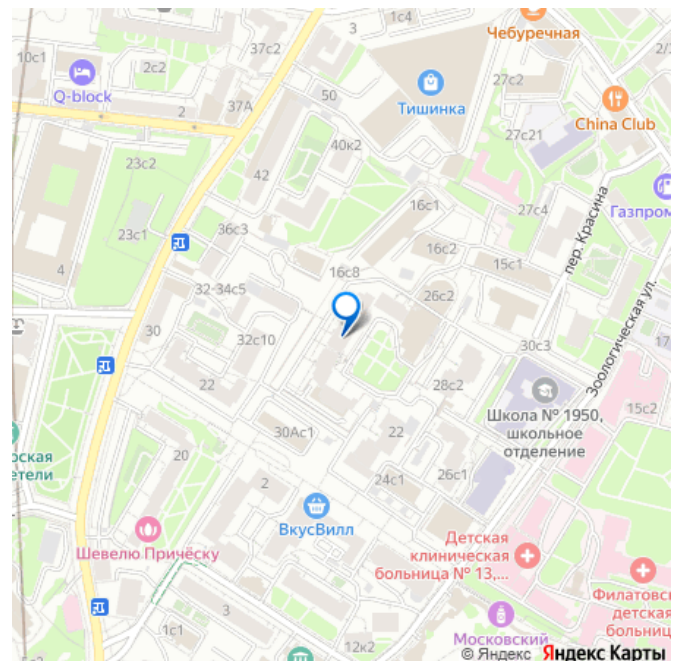 1с4
3
Чебуречная
37с2
10с1
2с2
27с2
2/3
Q-block
50
Тишинка
2
37А
China Club
27с21
40к2
23с2
42
16с1
27с4
Газпром
пер. Красина
36с3
23с1
16с2
15с1
4
16с8
Зоологическая ул.
32-34с5
26с2
30
32с10
30с3
17
22
28с2
Школа № 1950,
школьное
отделение
15с2
30Ас1
22
20
26с1
24с1
2
ВкусВилл
Шевелю Причёску
Детская
клиническая
больница № 13,...
Филатовс
детская
больниц
3
1с1
12к2
Московский
© Яндекс Яндекс Карты